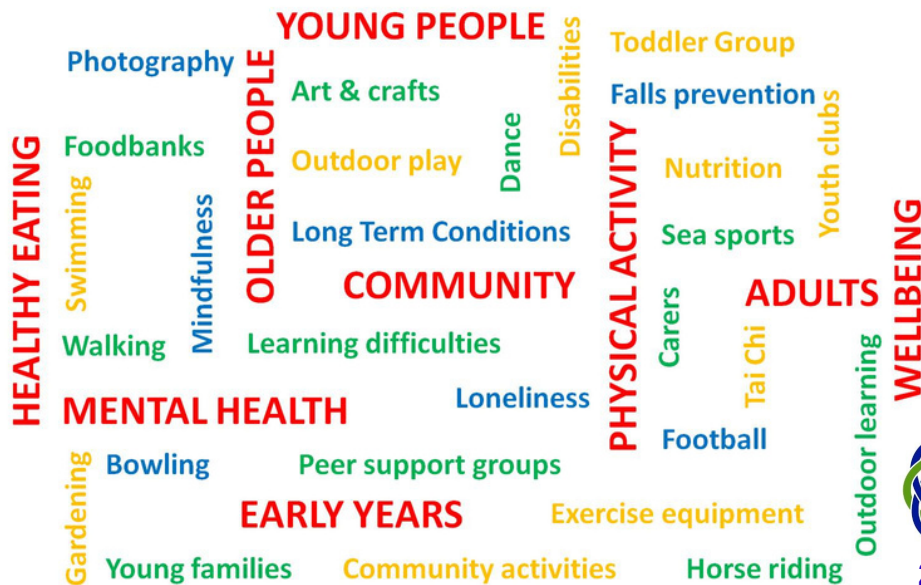 YOUNG PEOPLE
Photography
OLDER PEOPLE
Disabilities
Toddler Group
Art & crafts
Falls prevention
Foodbanks
Outdoor play
Dance
Nutrition
Youth clubs
HEALTHY EATING
Swimming
Mindfulness
Long Term Conditions
PHYSICAL ACTIVITY
Sea sports
WELLBEING
COMMUNITY
ADULTS
Walking
Learning difficulties
Carers
Tai Chi
Outdoor learning
MENTAL HEALTH
Loneliness
Football
Gardening
Bowling
Peer support groups
EARLY YEARS
Exercise equipment
Young families
Community activities
Horse riding